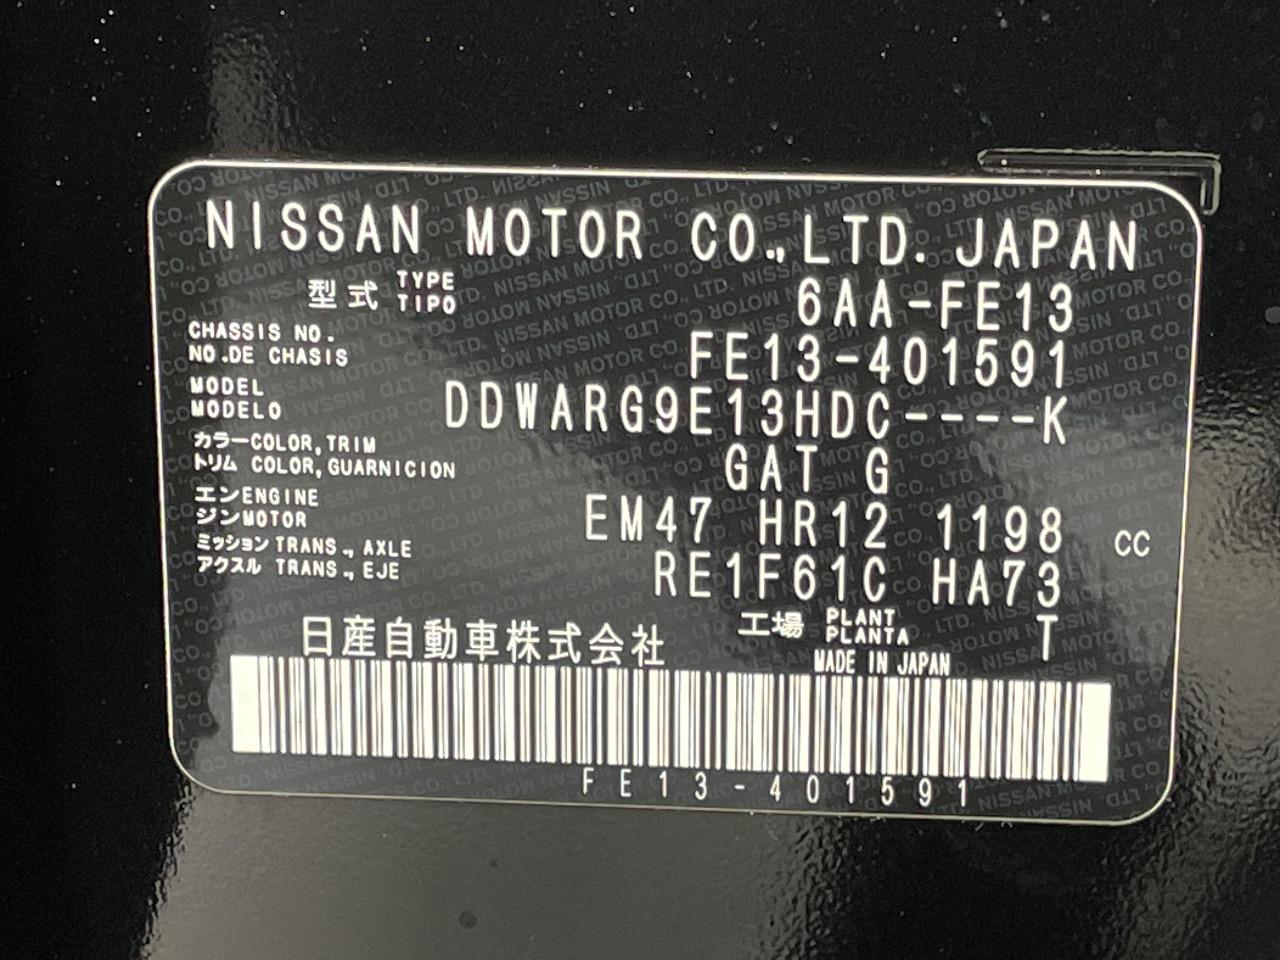 NISSAN MOTOR CO.,LTD. JAPAN
型式 TYPE TIPO 6AA-FE13
CHASSIS NO.
NO.DE CHASIS FE13-401591
MODEL
MODELO DDWARG9E13HDC----K
カラーCOLOR,TRIM
トリム COLOR,GUARNICION GAT G
エンENGINE
ジンMOTOR EM47 HR12 1198 CC
ミッション TRANS., AXLE
アクスル TRANS., EJE RE1F61C HA73
日産自動車株式会社 工場 PLANT PLANTA T
MADE IN JAPAN
FE13-401591